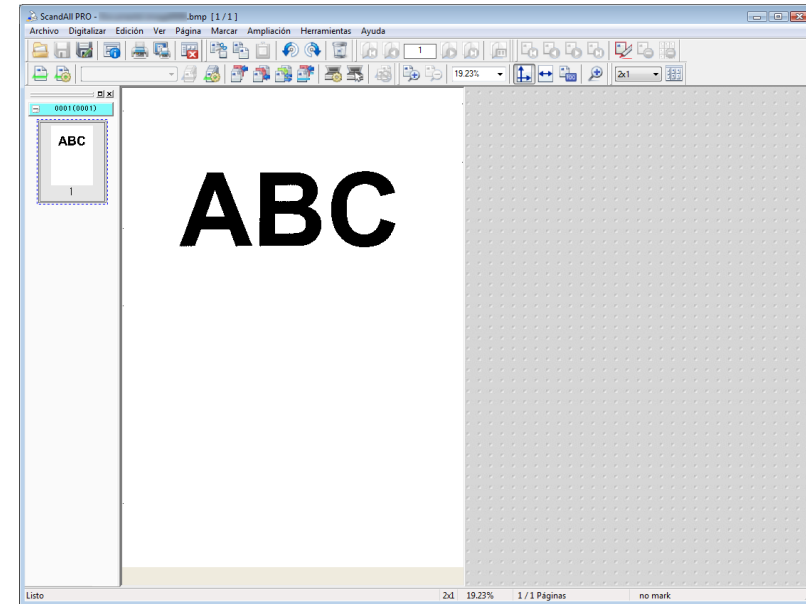 ScandAll PRO - .bmp [1/1]
Archivo Digitalizar Edición Ver Página Marcar Ampliación Herramientas Ayuda
1
19.23% 2x1
0001(0001)
ABC
1
ABC
Listo 2x1 19.23% 1 / 1 Páginas no mark